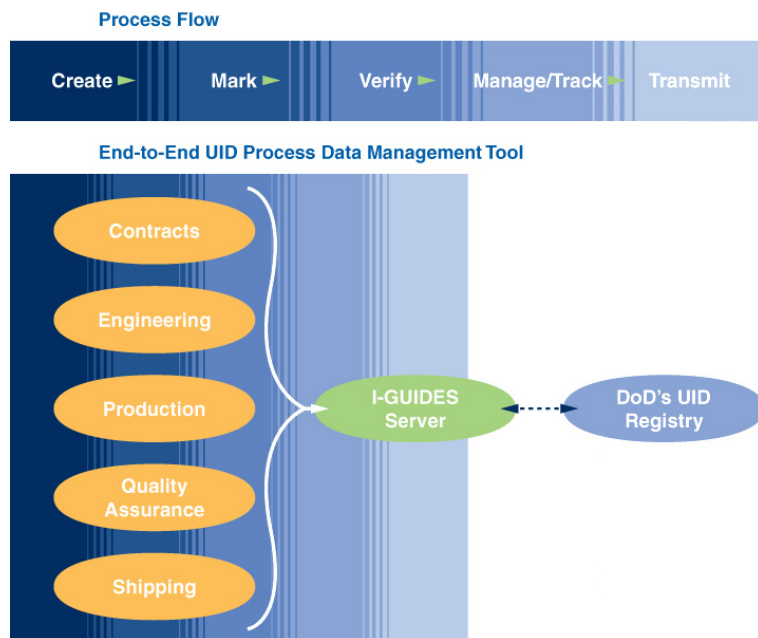 Process Flow
Create Mark Verify Manage/Track Transmit
End-to-End UID Process Data Management Tool
Contracts
Engineering
Production
Quality
Assurance
Shipping
I-GUIDES
Server
DoD's UID
Registry